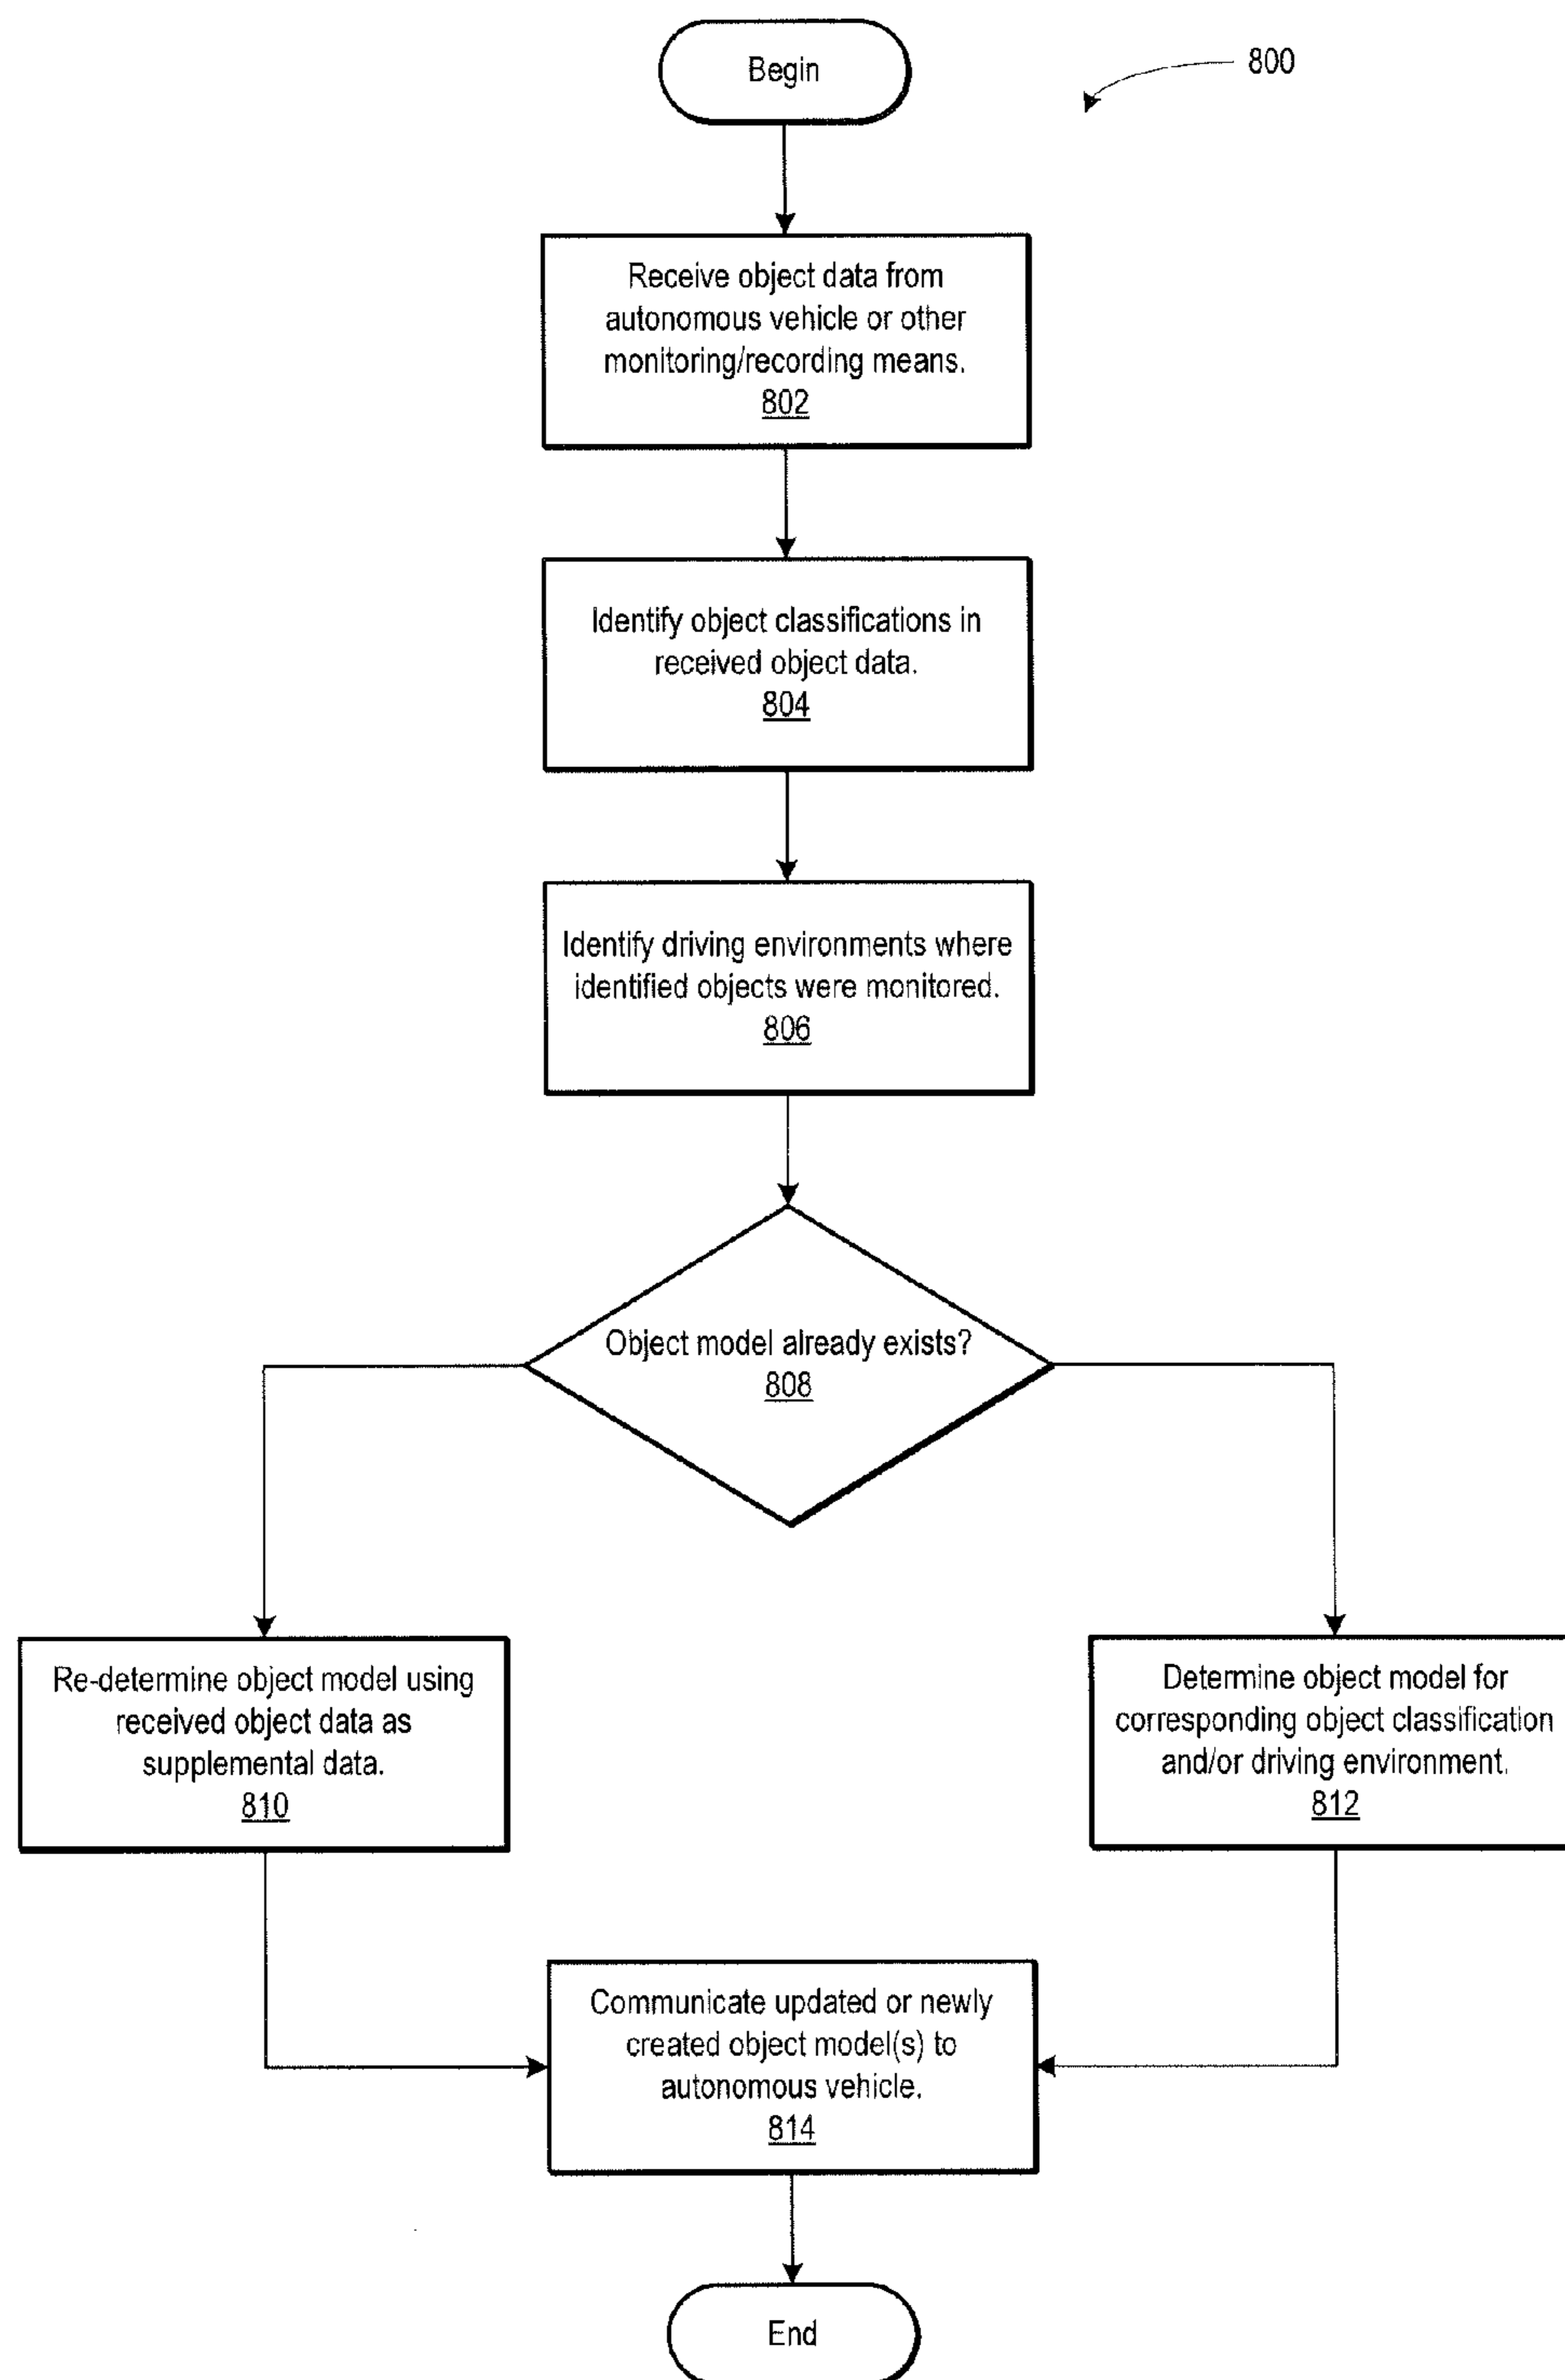 Begin
800
Receive object data from
autonomous vehicle or other
monitoring/recording means.
802
Identify object classifications in
received object data.
804
Identify driving environments where
identified objects were monitored.
806
Object model already exists?
808
Re-determine object model using
received object data as
supplemental data.
810
Determine object model for
corresponding object classification
and/or driving environment.
812
Communicate updated or newly
created object model(s) to
autonomous vehicle.
814
End